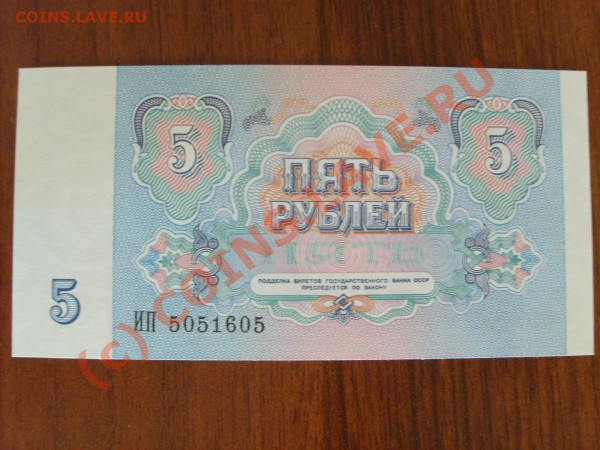 COINS.LAVE.RU
5 5
ПЯТЬ
РУБЛЕЙ
ПОДДЕЛКА БИЛЕТОВ ГОСУДАРСТВЕННОГО БАНКА СССР
ПРЕСЛЕДУЕТСЯ ПО ЗАКОНУ
5
ИП 5051605
(c) COINS.LAVE.RU